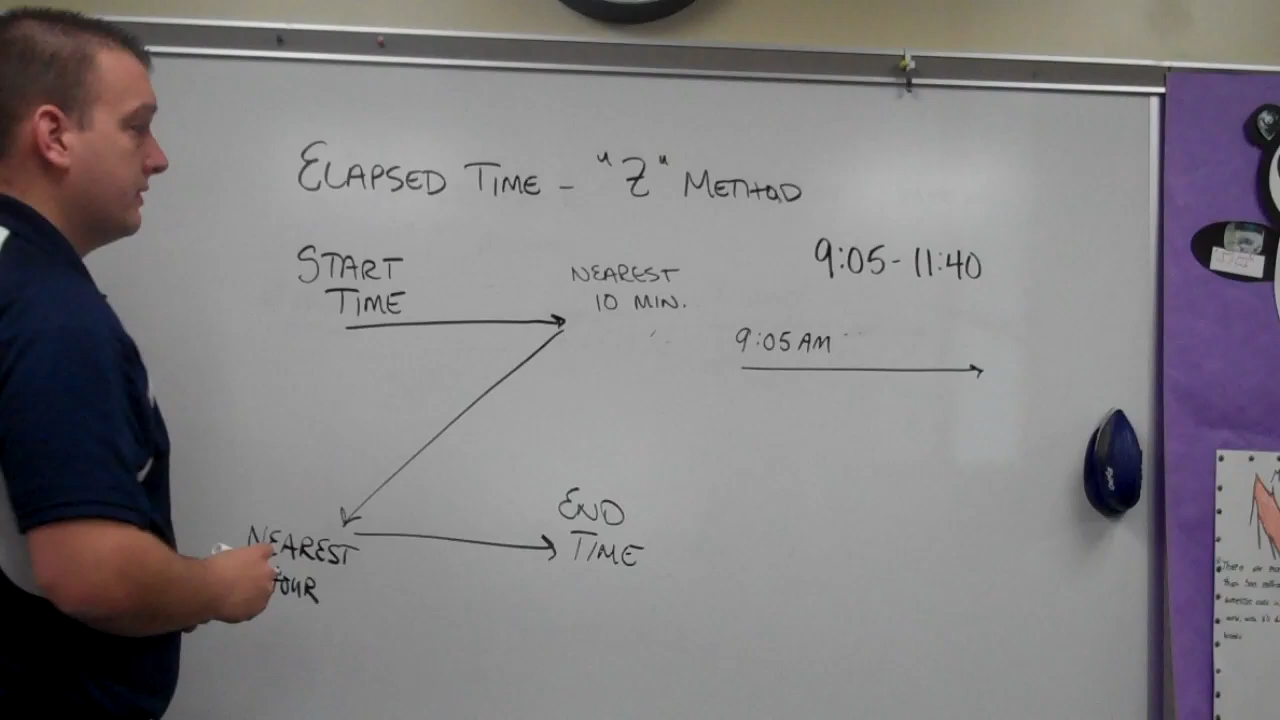 ELAPSED TIME - "Z" METHOD
START
TIME
NEAREST
10 MIN.
9:05 - 11:40
9:05 AM
NEAREST
HOUR
END
TIME